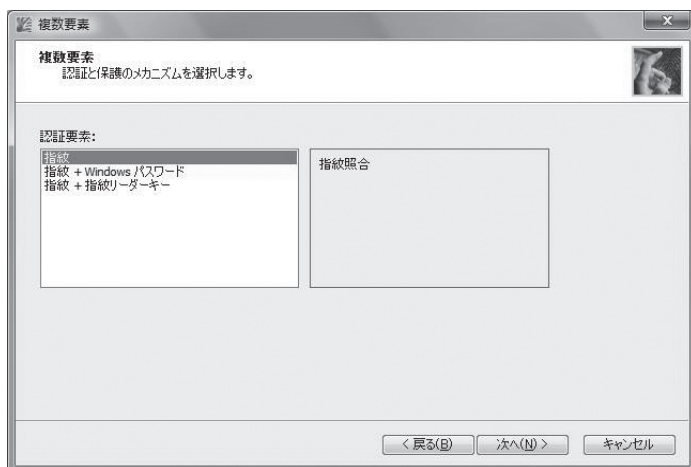 複数要素
複数要素
認証と保護のメカニズムを選択します。
認証要素:
指紋
指紋 + Windows パスワード
指紋 + 指紋リーダーキー
指紋照合
< 戻る(B)
次へ(N) >
キャンセル